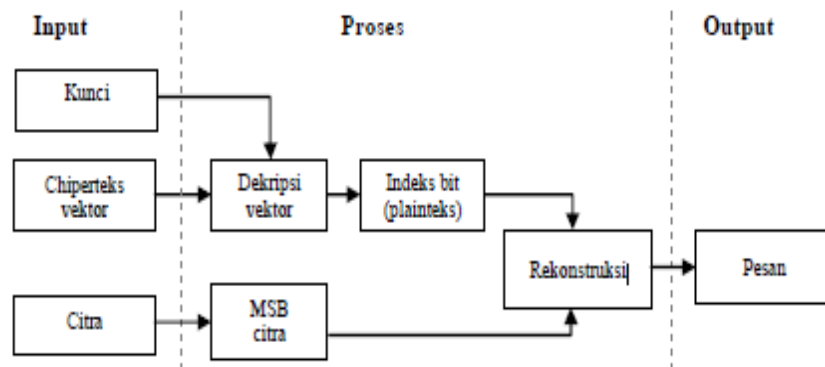 Input
Proses
Output
Kunci
Chiperteks
vektor
Dekripsi
vektor
Indeks bit
(plainteks)
Rekonstruksi
Pesan
Citra
MSB
citra